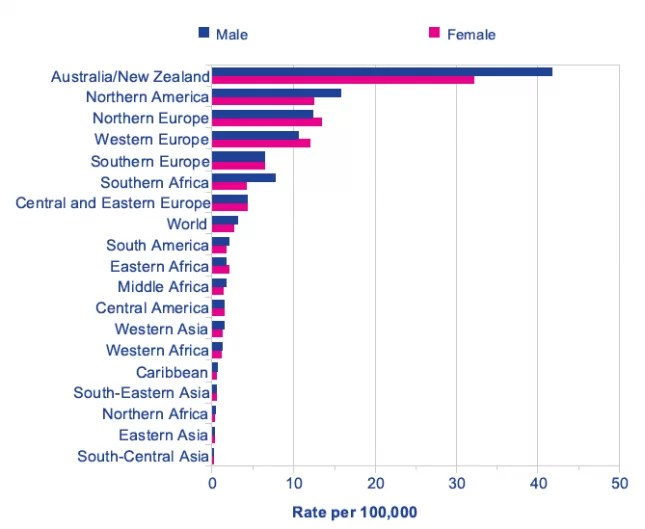 Male Female
Australia/New Zealand
Northern America
Northern Europe
Western Europe
Southern Europe
Southern Africa
Central and Eastern Europe
World
South America
Eastern Africa
Middle Africa
Central America
Western Asia
Western Africa
Caribbean
South-Eastern Asia
Northern Africa
Eastern Asia
South-Central Asia
0 10 20 30 40 50
Rate per 100,000